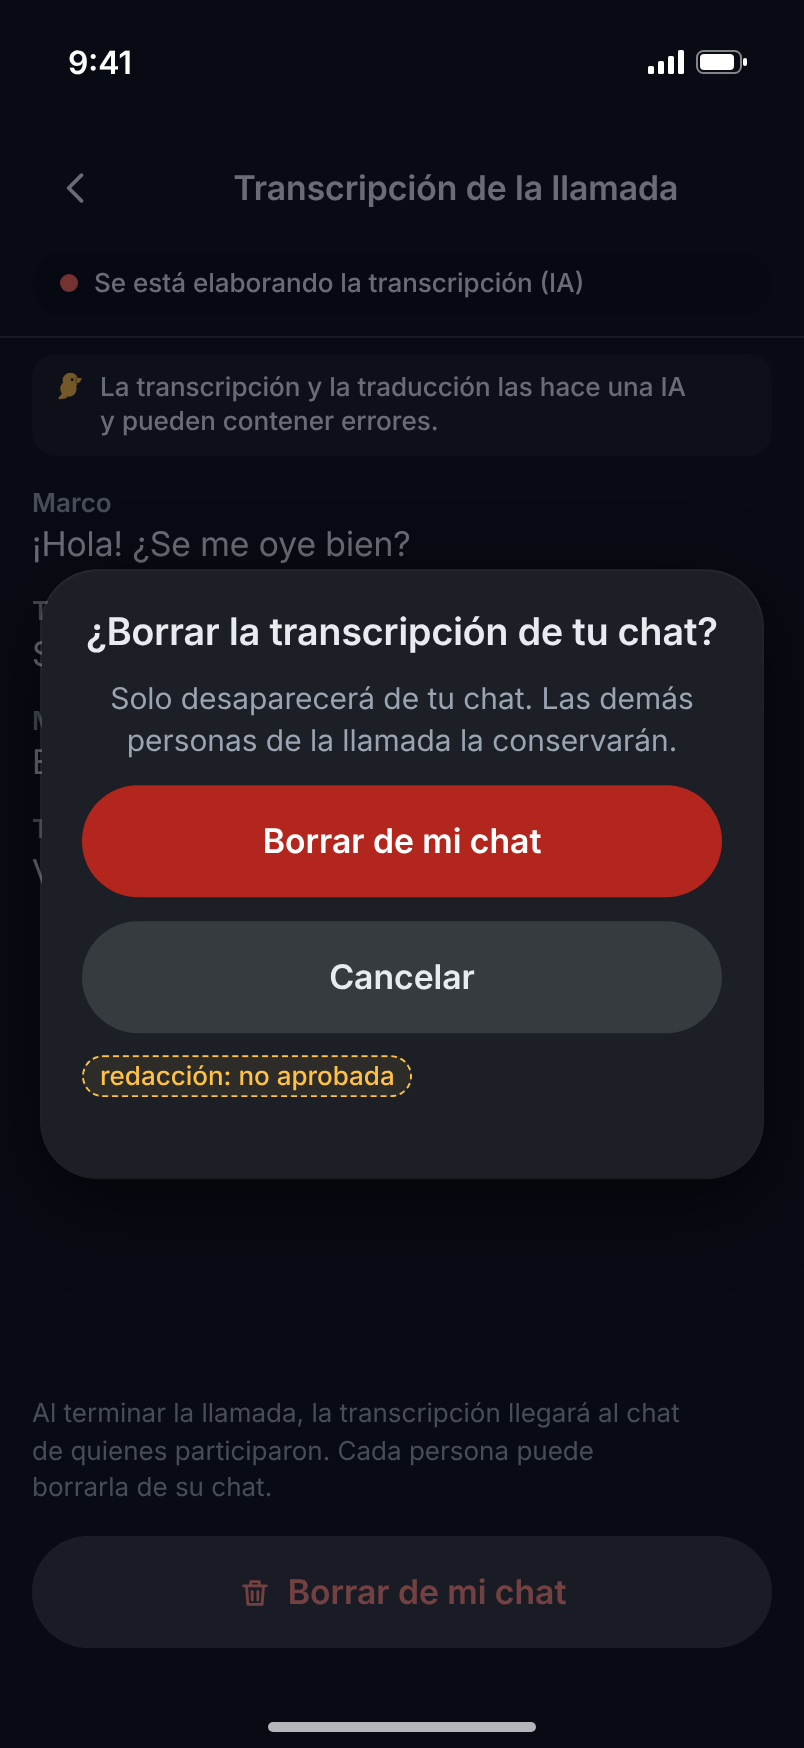 9:41
Transcripción de la llamada
Se está elaborando la transcripción (IA)
La transcripción y la traducción las hace una IA
y pueden contener errores.
Marco
¡Hola! ¿Se me oye bien?
¿Borrar la transcripción de tu chat?
Solo desaparecerá de tu chat. Las demás
personas de la llamada la conservarán.
Borrar de mi chat
Cancelar
redacción: no aprobada
Al terminar la llamada, la transcripción llegará al chat
de quienes participaron. Cada persona puede
borrarla de su chat.
Borrar de mi chat